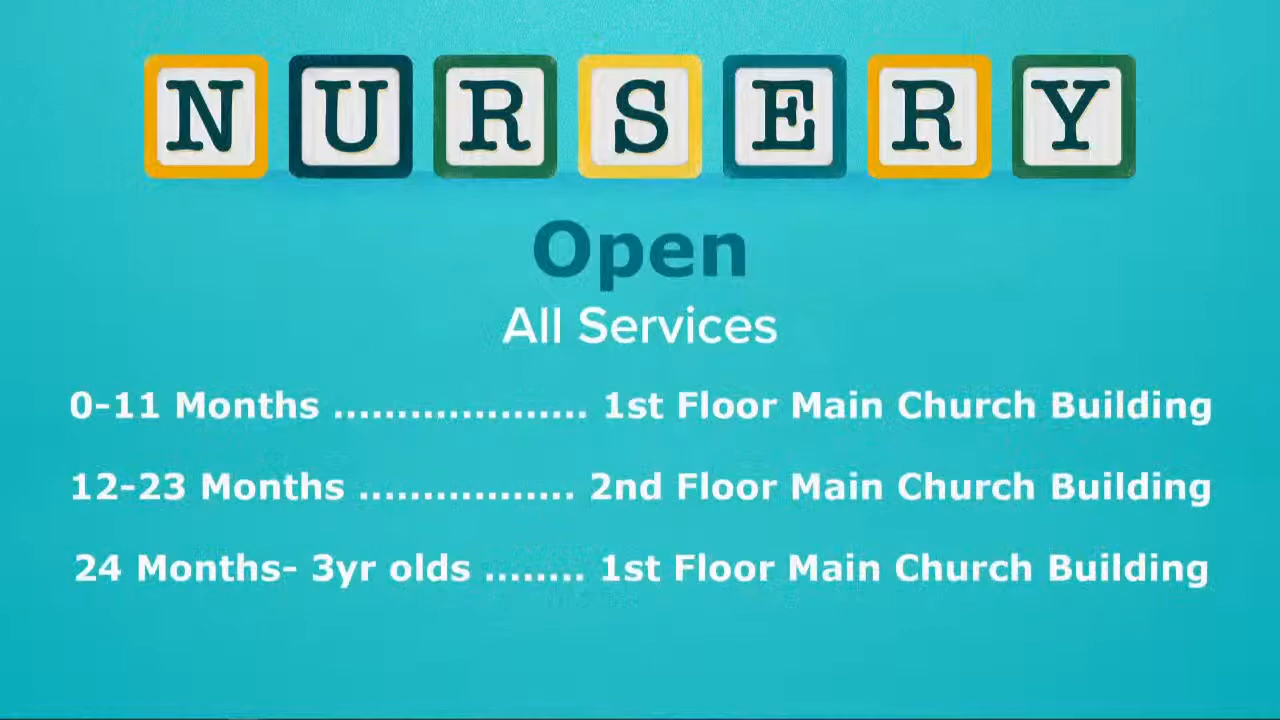 NURSERY
Open
All Services
0-11 Months .................... 1st Floor Main Church Building
12-23 Months ................. 2nd Floor Main Church Building
24 Months- 3yr olds ........ 1st Floor Main Church Building